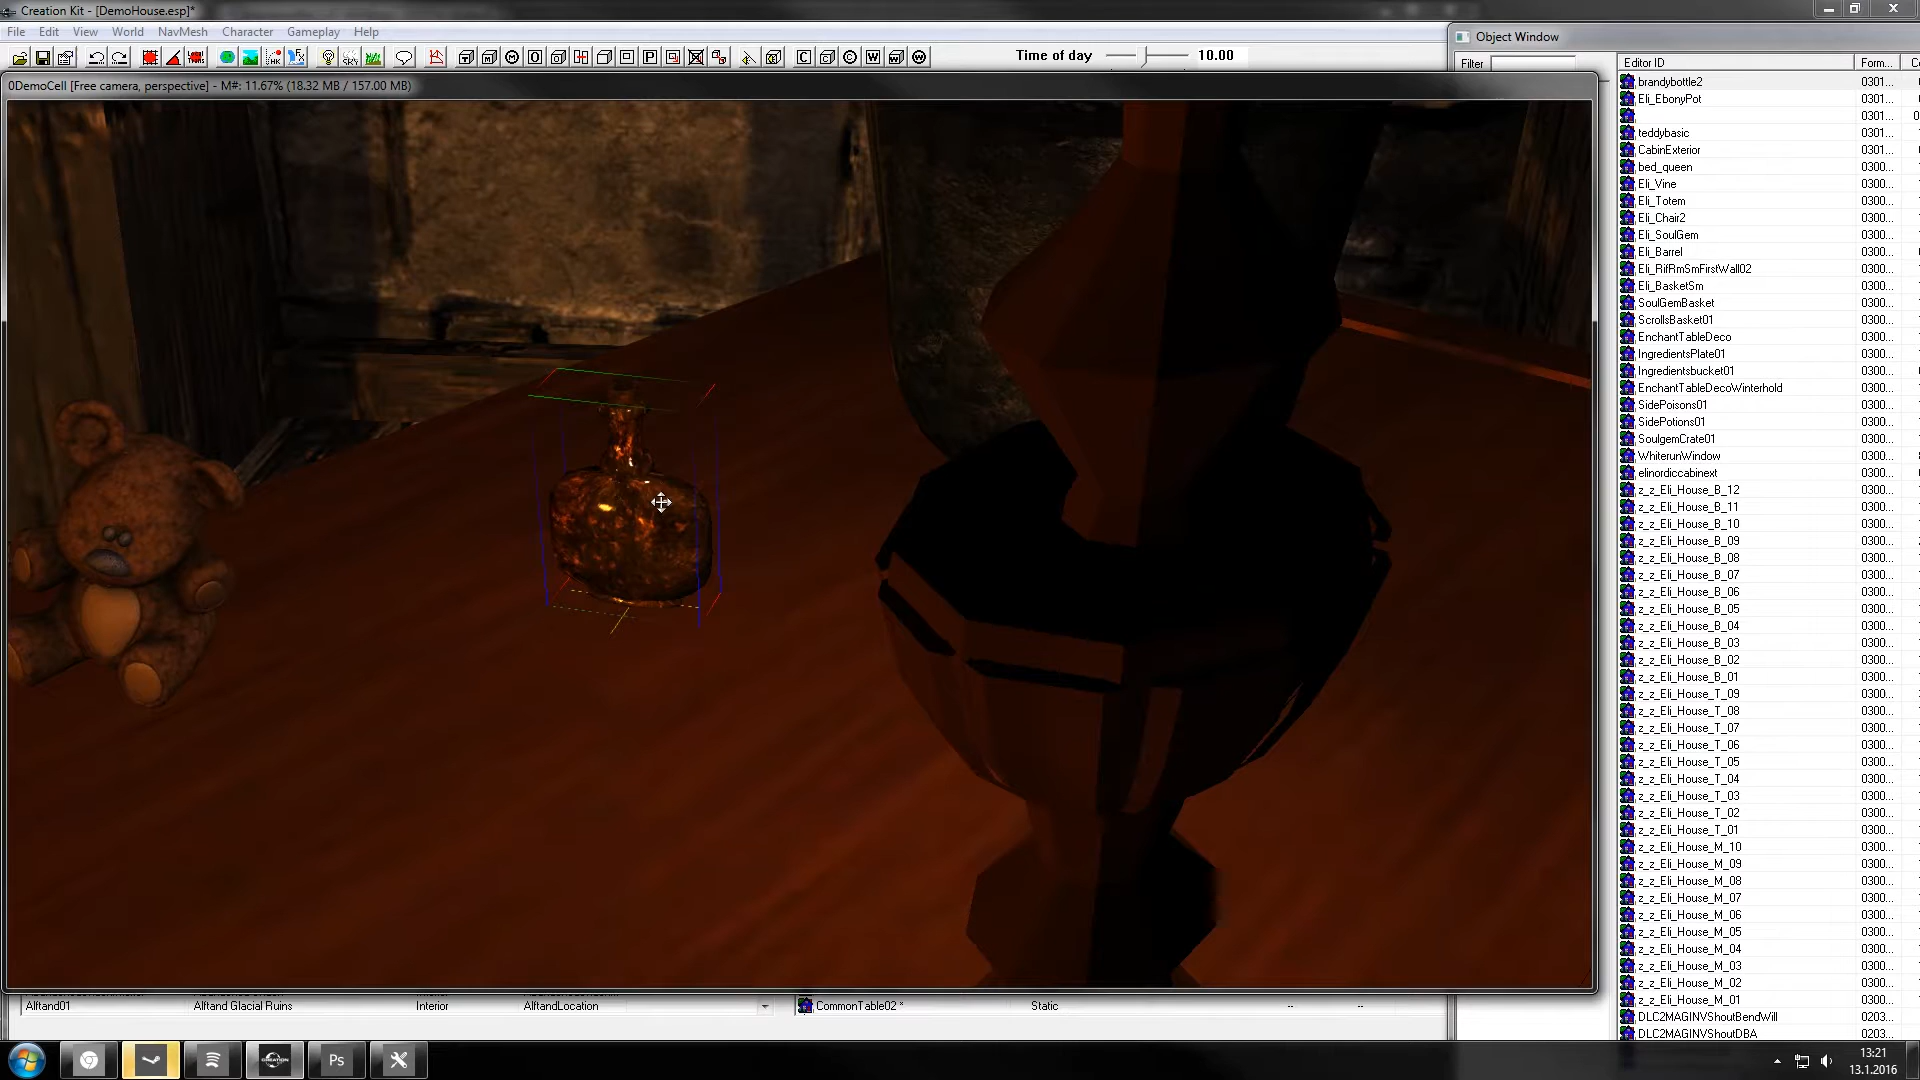 Creation Kit - [DemoHouse.esp]*
File Edit View World NavMesh Character Gameplay Help
Time of day 10.00
0DemoCell [Free camera, perspective] - M#: 11.67% (18.32 MB / 157.00 MB)
Object Window
Filter
Editor ID Form...
brandybottle2 0301...
Eli_EbonyPot 0301...
0301...
teddybasic 0301...
CabinExterior 0301...
bed_queen 0300...
Eli_Vine 0300...
Eli_Totem 0300...
Eli_Chair2 0300...
Eli_SoulGem 0300...
Eli_Barrel 0300...
Eli_RifRmSmFirstWall02 0300...
Eli_BasketSm 0300...
SoulGemBasket 0300...
ScrollsBasket01 0300...
EnchantTableDeco 0300...
IngredientsPlate01 0300...
Ingredientsbucket01 0300...
EnchantTableDecoWinterhold 0300...
SidePoisons01 0300...
SidePotions01 0300...
SoulgemCrate01 0300...
WhiterunWindow 0300...
elinordiccabinext 0300...
z_z_Eli_House_B_12 0300...
z_z_Eli_House_B_11 0300...
z_z_Eli_House_B_10 0300...
z_z_Eli_House_B_09 0300...
z_z_Eli_House_B_08 0300...
z_z_Eli_House_B_07 0300...
z_z_Eli_House_B_06 0300...
z_z_Eli_House_B_05 0300...
z_z_Eli_House_B_04 0300...
z_z_Eli_House_B_03 0300...
z_z_Eli_House_B_02 0300...
z_z_Eli_House_B_01 0300...
z_z_Eli_House_T_09 0300...
z_z_Eli_House_T_08 0300...
z_z_Eli_House_T_07 0300...
z_z_Eli_House_T_06 0300...
z_z_Eli_House_T_05 0300...
z_z_Eli_House_T_04 0300...
z_z_Eli_House_T_03 0300...
z_z_Eli_House_T_02 0300...
z_z_Eli_House_T_01 0300...
z_z_Eli_House_M_10 0300...
z_z_Eli_House_M_09 0300...
z_z_Eli_House_M_08 0300...
z_z_Eli_House_M_07 0300...
z_z_Eli_House_M_06 0300...
z_z_Eli_House_M_05 0300...
z_z_Eli_House_M_04 0300...
z_z_Eli_House_M_03 0300...
z_z_Eli_House_M_02 0300...
z_z_Eli_House_M_01 0300...
DLC2MAGINVShoutBendWill 0203...
DLC2MAGINVShoutDBA 0203...
Alftand01 Alftand Glacial Ruins Interior AlftandLocation
CommonTable02 * Static -- --
CREATION
Ps
13:21
13.1.2016